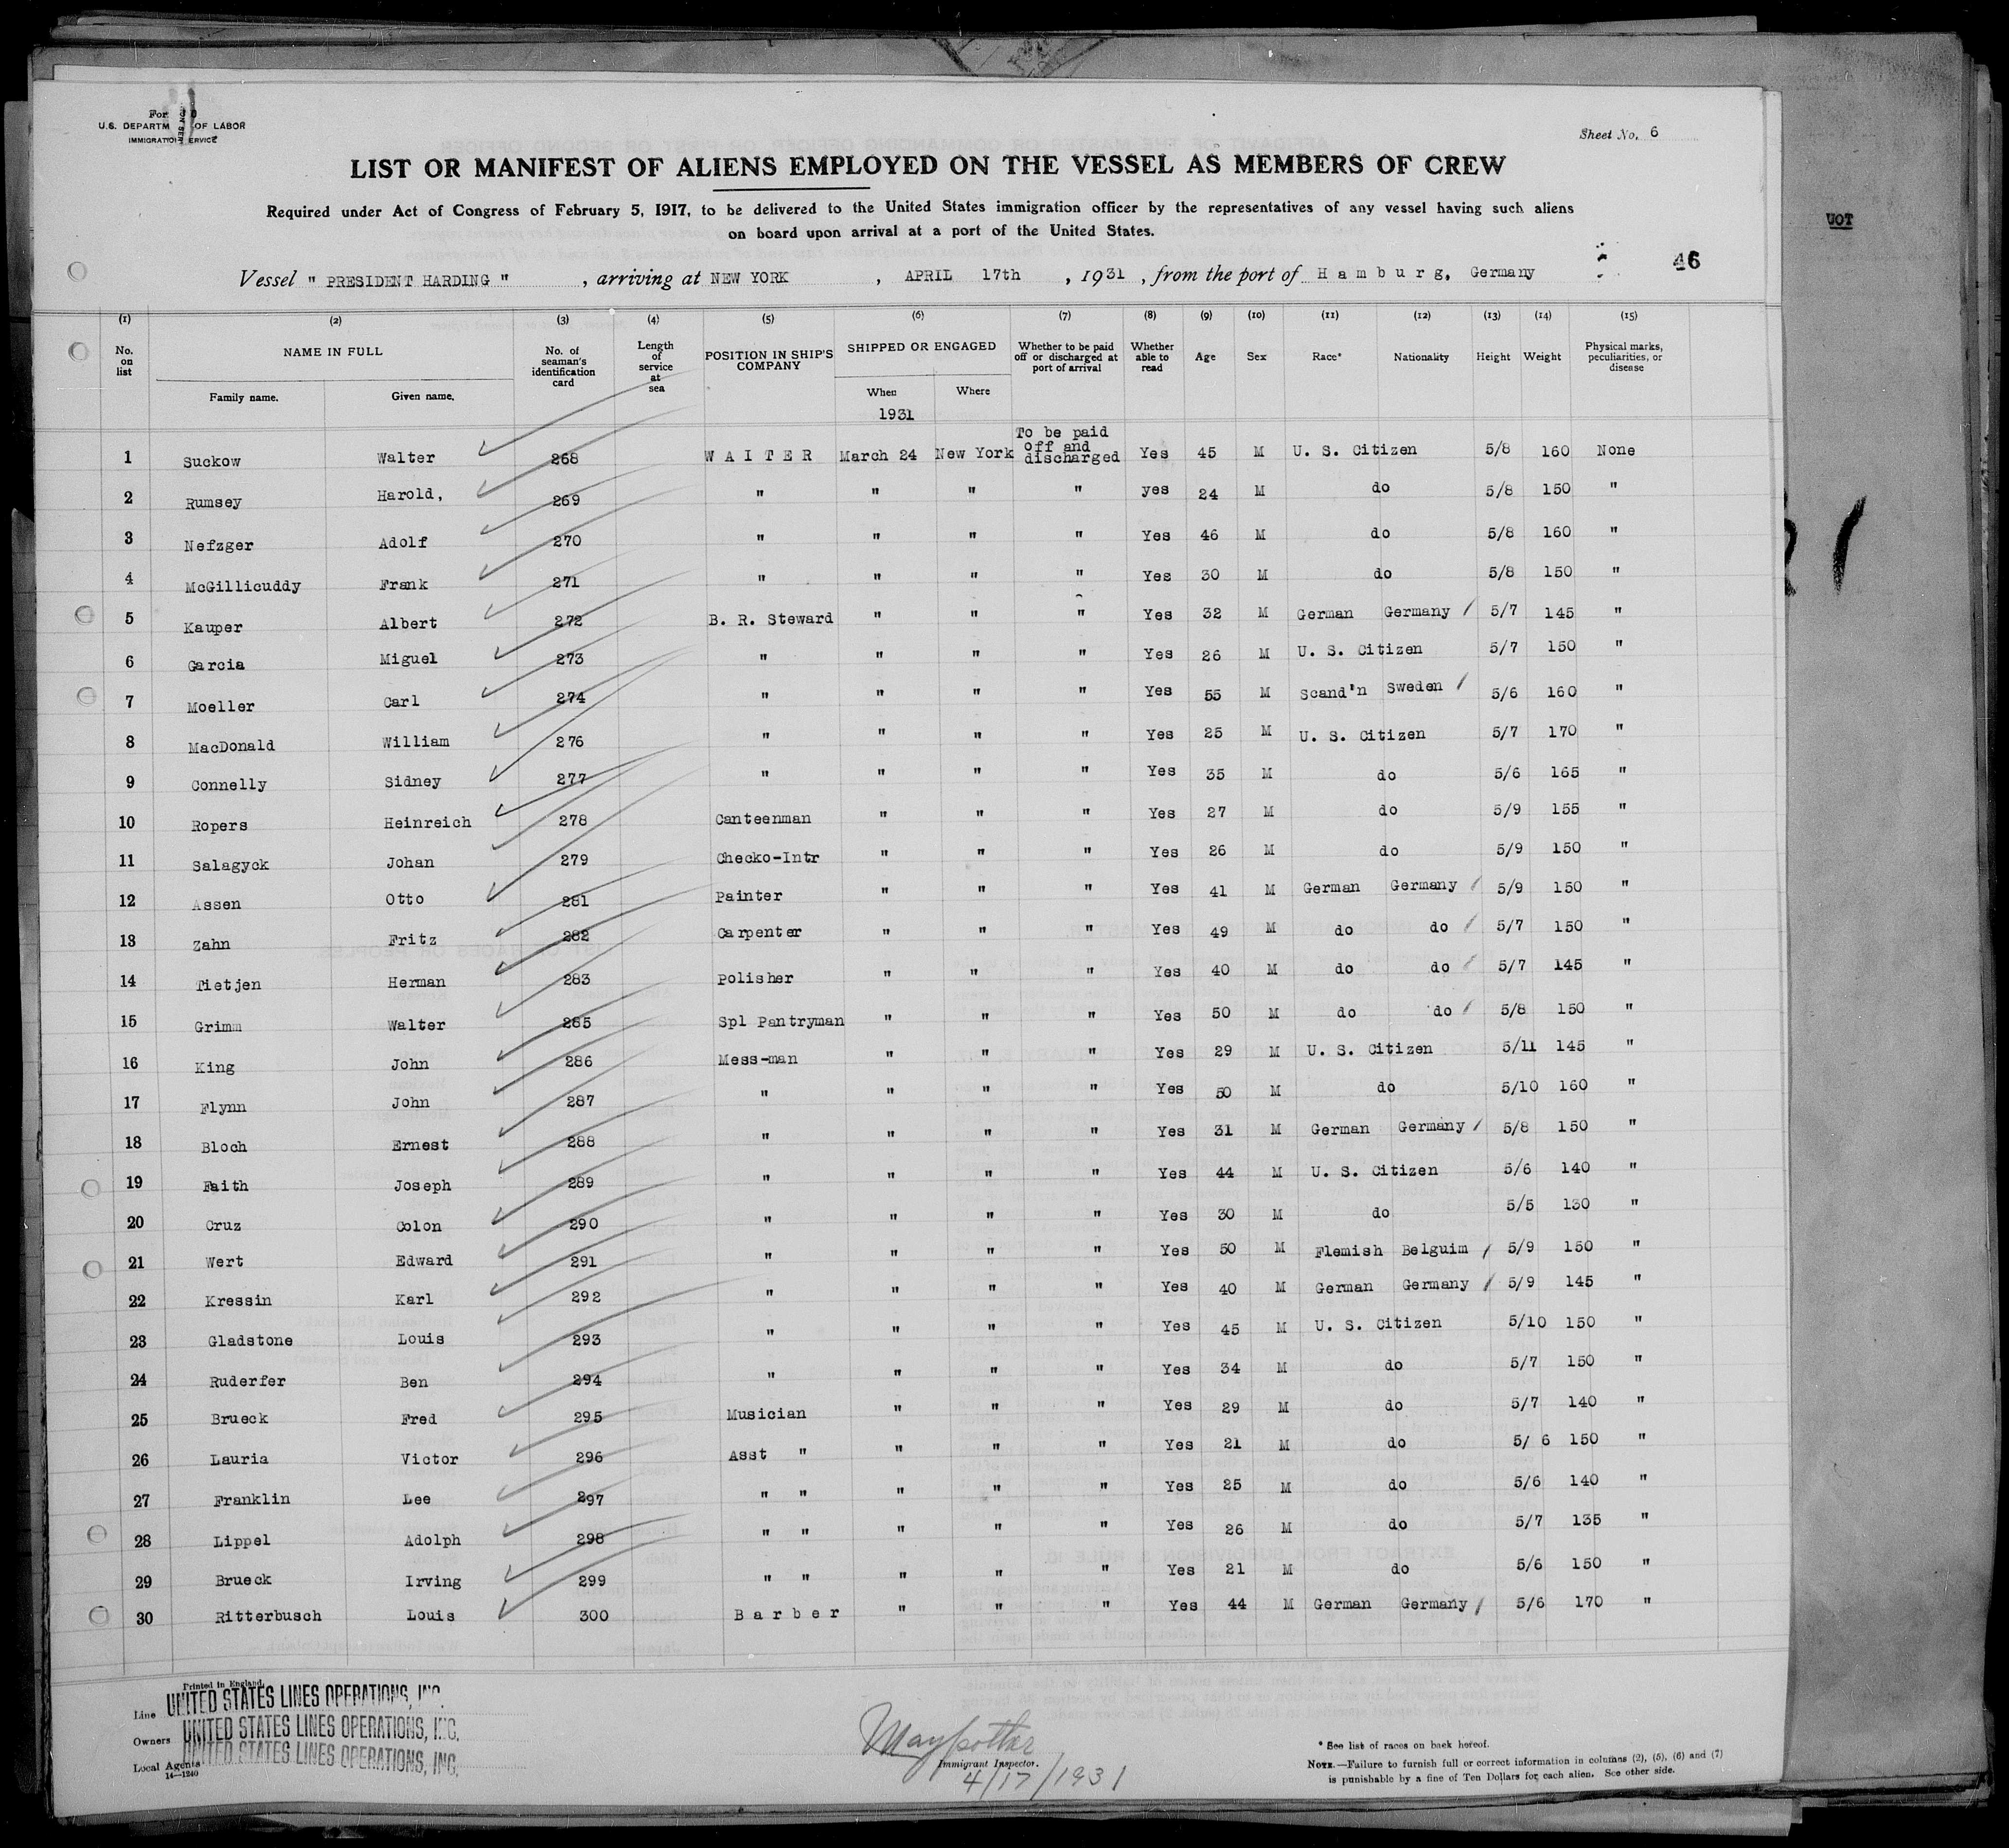 For 0
U.S. DEPARTM OF LABOR
IMMIGRATION SERVICE
Sheet No. 6
LIST OR MANIFEST OF ALIENS EMPLOYED ON THE VESSEL AS MEMBERS OF CREW
Required under Act of Congress of February 5, 1917, to be delivered to the United States immigration officer by the representatives of any vessel having such aliens
on board upon arrival at a port of the United States.
UOT
46
Vessel " PRESIDENT HARDING " , arriving at NEW YORK , APRIL 17th , 1931 , from the port of Hamburg, Germany
(1) (2) (3) (4) (5) (6) (7) (8) (9) (10) (11) (12) (13) (14) (15)
No. on list NAME IN FULL No. of seaman's identification card Length of service at sea POSITION IN SHIP'S COMPANY SHIPPED OR ENGAGED Whether to be paid off or discharged at port of arrival Whether able to read Age Sex Race* Nationality Height Weight Physical marks, peculiarities, or disease
Family name. Given name. When Where
1931
1 Suckow Walter 268 WAITER March 24 New York To be paid off and discharged Yes 45 M U. S. Citizen 5/8 160 None
2 Rumsey Harold, 269 " " " " yes 24 M do 5/8 150 "
3 Nefzger Adolf 270 " " " " Yes 46 M do 5/8 160 "
4 McGillicuddy Frank 271 " " " " Yes 30 M do 5/8 150 "
5 Kauper Albert 272 B. R. Steward " " " Yes 32 M German Germany / 5/7 145 "
6 Garcia Miguel 273 " " " " Yes 26 M U. S. Citizen 5/7 150 "
7 Moeller Carl 274 " " " " Yes 55 M Scand'n Sweden / 5/6 160 "
8 MacDonald William 276 " " " " Yes 25 M U. S. Citizen 5/7 170 "
9 Connelly Sidney 277 " " " " Yes 35 M do 5/6 165 "
10 Ropers Heinreich 278 Canteenman " " " Yes 27 M do 5/9 155 "
11 Salagyck Johan 279 Checko-Intr " " " Yes 26 M do 5/9 150 "
12 Assen Otto 281 Painter " " " Yes 41 M German Germany / 5/9 150 "
13 Zahn Fritz 282 Carpenter " " " Yes 49 M do do / 5/7 150 "
14 Tietjen Herman 283 Polisher " " " Yes 40 M do do / 5/7 145 "
15 Grimm Walter 285 Spl Pantryman " " " Yes 50 M do do / 5/8 150 "
16 King John 286 Mess-man " " " Yes 29 M U. S. Citizen 5/11 145 "
17 Flynn John 287 " " " " Yes 50 M do 5/10 160 "
18 Bloch Ernest 288 " " " " Yes 31 M German Germany / 5/8 150 "
19 Faith Joseph 289 " " " " Yes 44 M U. S. Citizen 5/6 140 "
20 Cruz Colon 290 " " " " Yes 30 M do 5/5 130 "
21 Wert Edward 291 " " " " Yes 50 M Flemish Belguim / 5/9 150 "
22 Kressin Karl 292 " " " " Yes 40 M German Germany / 5/9 145 "
23 Gladstone Louis 293 " " " " Yes 45 M U. S. Citizen 5/10 150 "
24 Ruderfer Ben 294 " " " " Yes 34 M do 5/7 150 "
25 Brueck Fred 295 Musician " " " Yes 29 M do 5/7 140 "
26 Lauria Victor 296 Asst " " " " Yes 21 M do 5/ 6 150 "
27 Franklin Lee 297 " " " " " Yes 25 M do 5/6 140 "
28 Lippel Adolph 298 " " " " " Yes 26 M do 5/7 135 "
29 Brueck Irving 299 " " " " " Yes 21 M do 5/6 150 "
30 Ritterbusch Louis 300 Barber " " " Yes 44 M German Germany / 5/6 170 "
Printed in England.
Line UNITED STATES LINES OPERATIONS, INC.
Owners UNITED STATES LINES OPERATIONS, INC.
Local Agents UNITED STATES LINES OPERATIONS, INC.
14—1240
Immigrant Inspector.
4/17/1931
* See list of races on back hereof.
NOTE.—Failure to furnish full or correct information in columns (2), (5), (6) and (7)
is punishable by a fine of Ten Dollars for each alien. See other side.